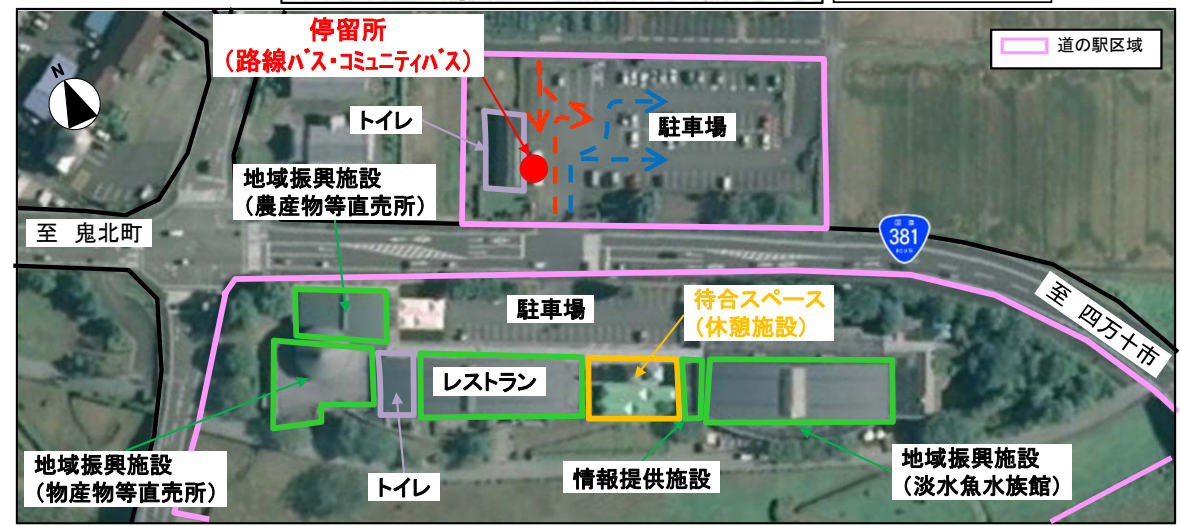 停留所
（路線バス・コミュニティバス）
道の駅区域
N
トイレ
駐車場
地域振興施設
（農産物等直売所）
至 鬼北町
381
至 四万十市
駐車場
待合スペース
（休憩施設）
レストラン
地域振興施設
（物産物等直売所）
トイレ
情報提供施設
地域振興施設
（淡水魚水族館）